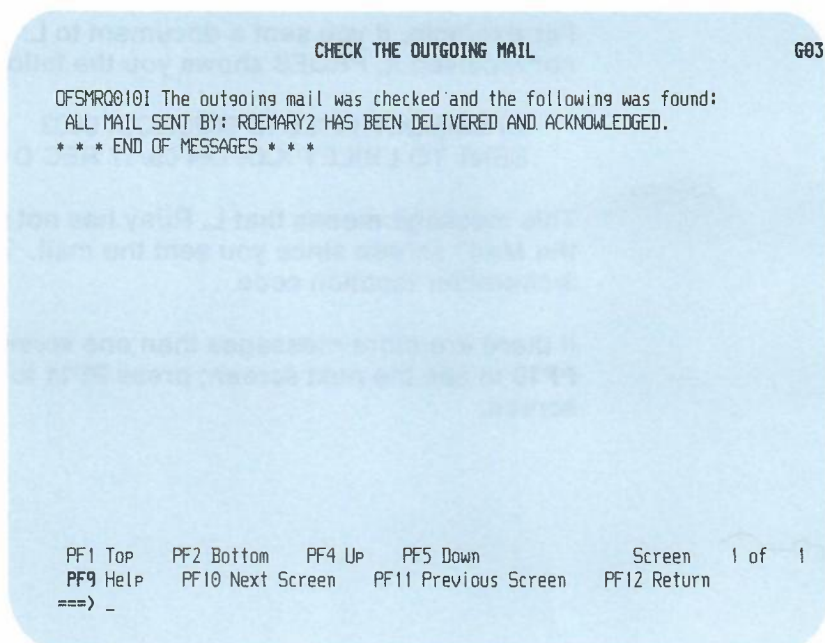 CHECK THE OUTGOING MAIL G03
OFSMRQ010I The outgoing mail was checked and the following was found:
ALL MAIL SENT BY: ROEMARY2 HAS BEEN DELIVERED AND ACKNOWLEDGED.
* * * END OF MESSAGES * * *
PF1 Top PF2 Bottom PF4 Up PF5 Down Screen 1 of 1
PF9 Help PF10 Next Screen PF11 Previous Screen PF12 Return
===> _